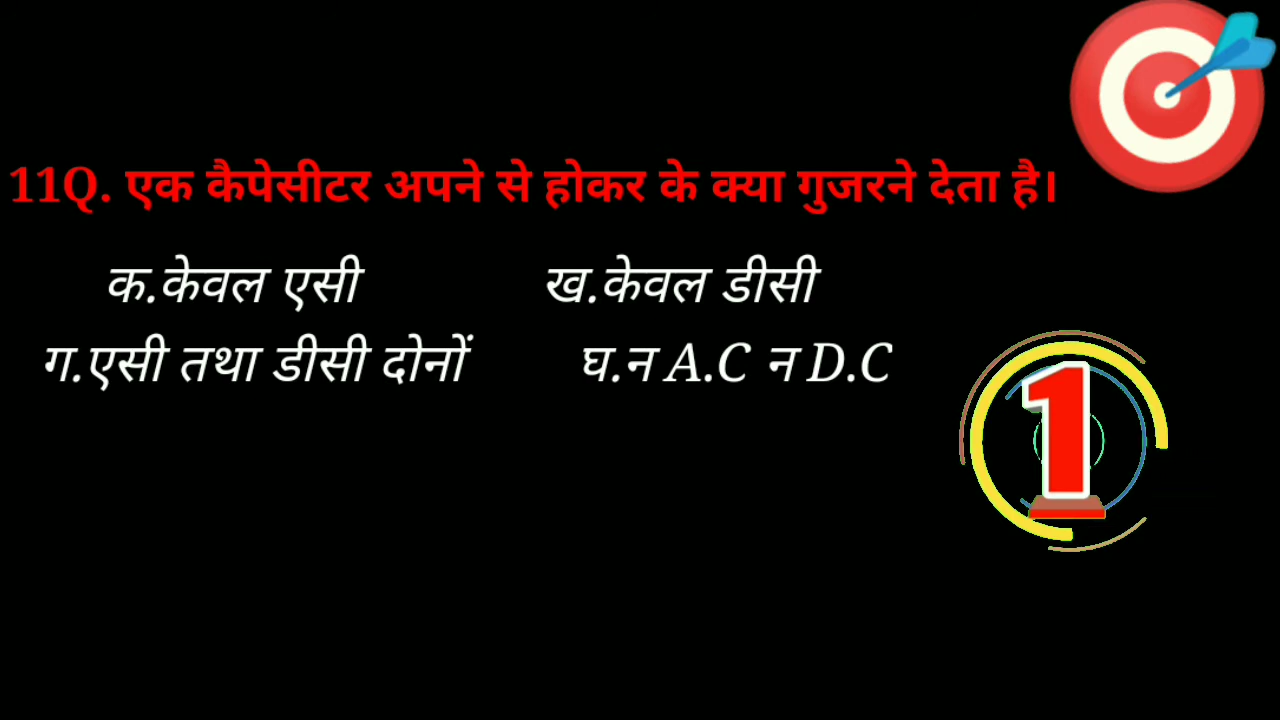 11Q. एक कैपेसीटर अपने से होकर के क्या गुजरने देता है।
क.केवल एसी ख.केवल डीसी
ग.एसी तथा डीसी दोनों घ.न A.C न D.C
1